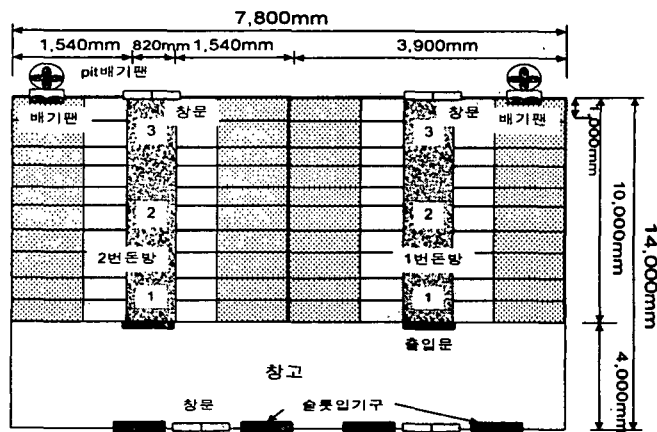 7,800mm
1,540mm 820mm 1,540mm 3,900mm
pit배기팬
배기팬 3 창문 창문 3 배기팬
1,000mm
2 2
10,000mm
14,000mm
2번돈방 1번돈방
1 1
출입문
창고
4,000mm
창문 슬롯입기구